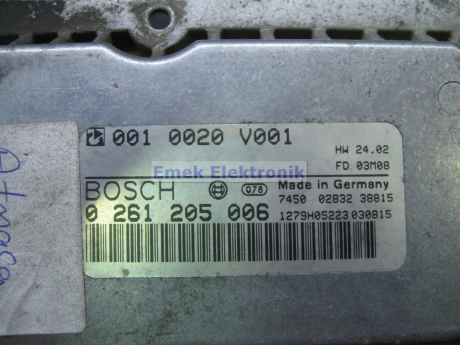 001 0020 V001
HW 24.02
FD 03M08
Emek Elektronik
BOSCH 076 Made in Germany
7450 02832 38815
0 261 205 006 1279H05223 030815